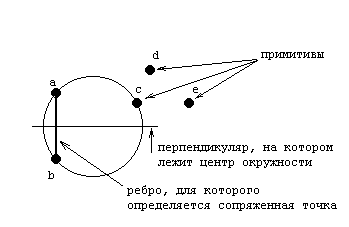 d
примитивы
a
c
e
b
перпендикуляр, на котором
лежит центр окружности
ребро, для которого
определяется сопряженная точка